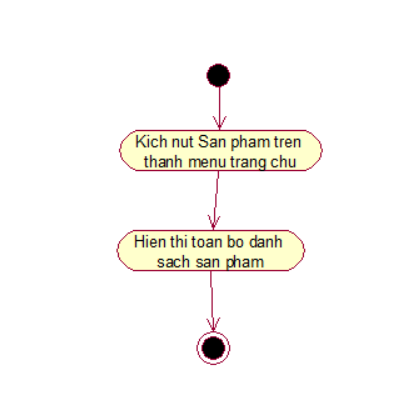 Kich nut San pham tren
thanh menu trang chu
Hien thi toan bo danh
sach san pham